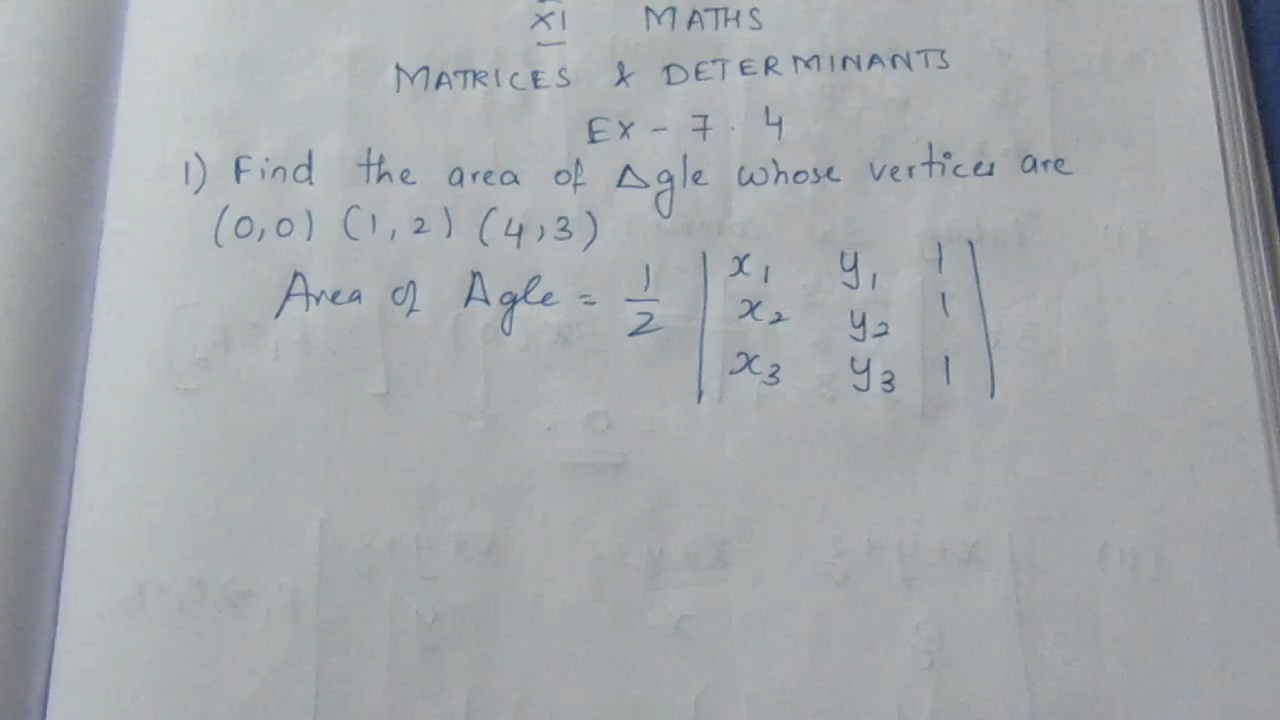 XI MATHS
MATRICES & DETERMINANTS
EX - 7.4
1) Find the area of Δgle whose vertices are
(0,0) (1,2) (4,3)
Area of Δgle = 1/2 | x₁ y₁ 1 |
| x₂ y₂ 1 |
| x₃ y₃ 1 |